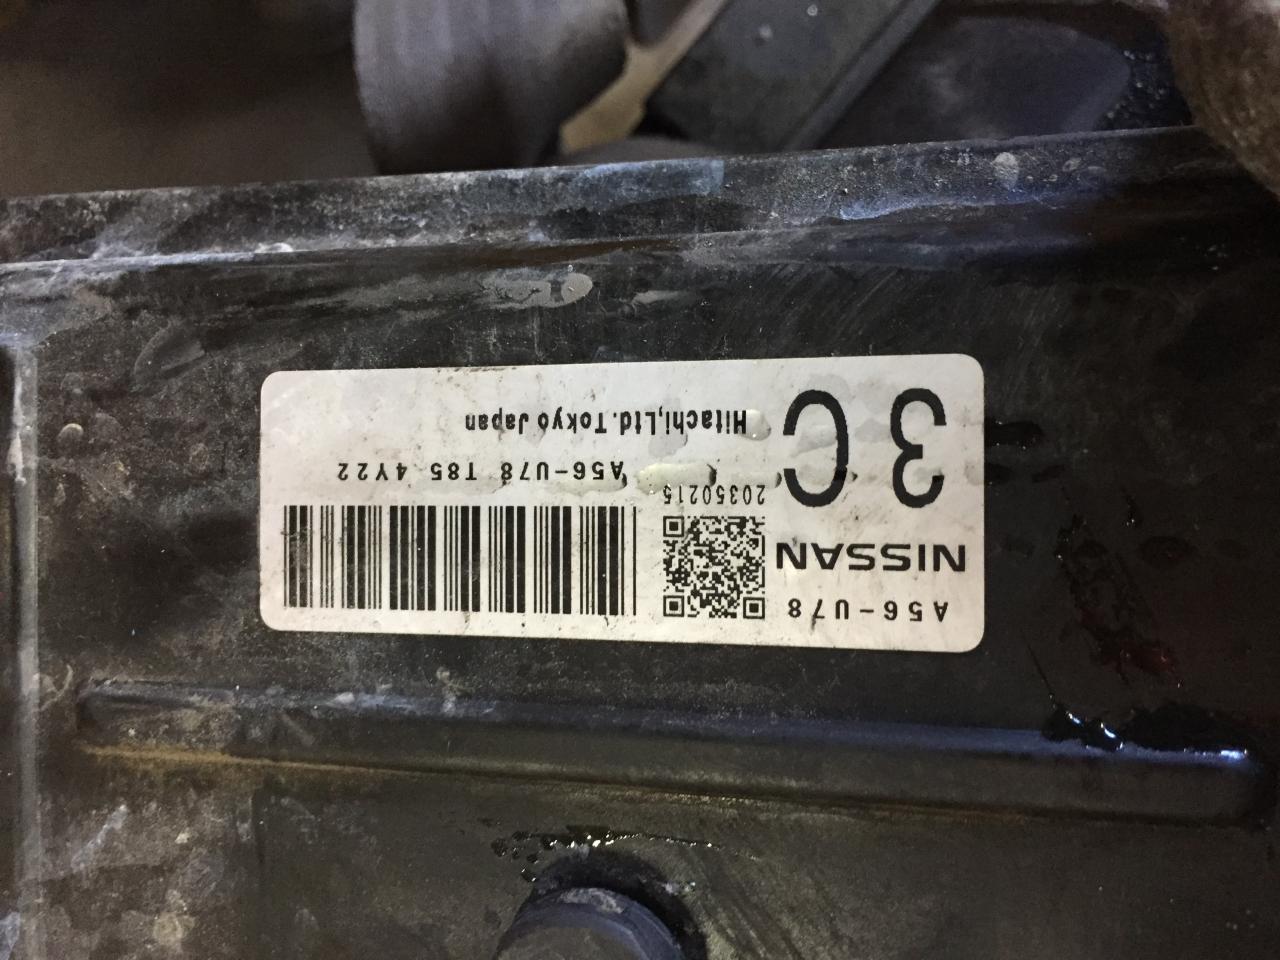 A56-U78
NISSAN
3C
20350215
A56-U78 T85 4Y22
Hitachi,Ltd.Tokyo Japan